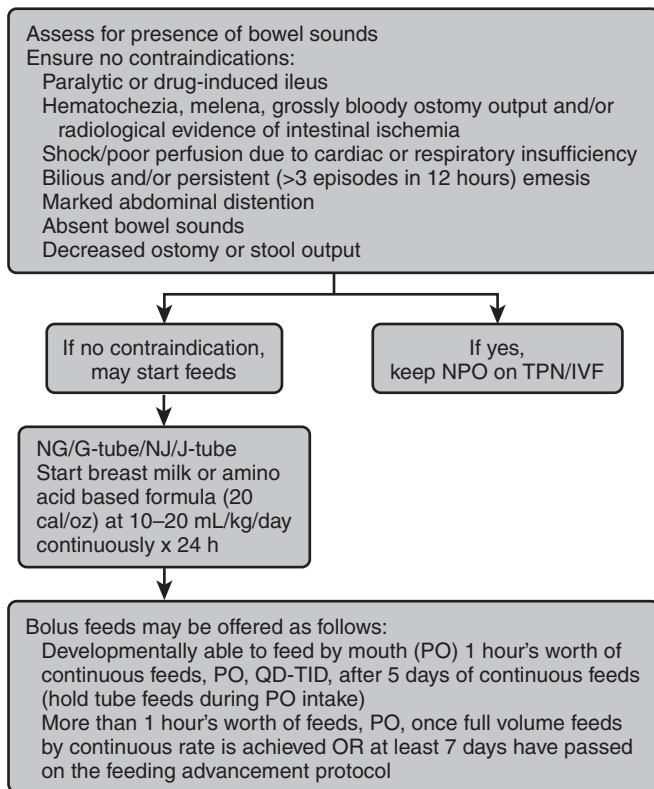 Assess for presence of bowel sounds
Ensure no contraindications:
Paralytic or drug-induced ileus
Hematochezia, melena, grossly bloody ostomy output and/or
radiological evidence of intestinal ischemia
Shock/poor perfusion due to cardiac or respiratory insufficiency
Bilious and/or persistent (>3 episodes in 12 hours) emesis
Marked abdominal distention
Absent bowel sounds
Decreased ostomy or stool output
If no contraindication,
may start feeds
If yes,
keep NPO on TPN/IVF
NG/G-tube/NJ/J-tube
Start breast milk or amino
acid based formula (20
cal/oz) at 10–20 mL/kg/day
continuously x 24 h
Bolus feeds may be offered as follows:
Developmentally able to feed by mouth (PO) 1 hour's worth of
continuous feeds, PO, QD-TID, after 5 days of continuous feeds
(hold tube feeds during PO intake)
More than 1 hour's worth of feeds, PO, once full volume feeds
by continuous rate is achieved OR at least 7 days have passed
on the feeding advancement protocol